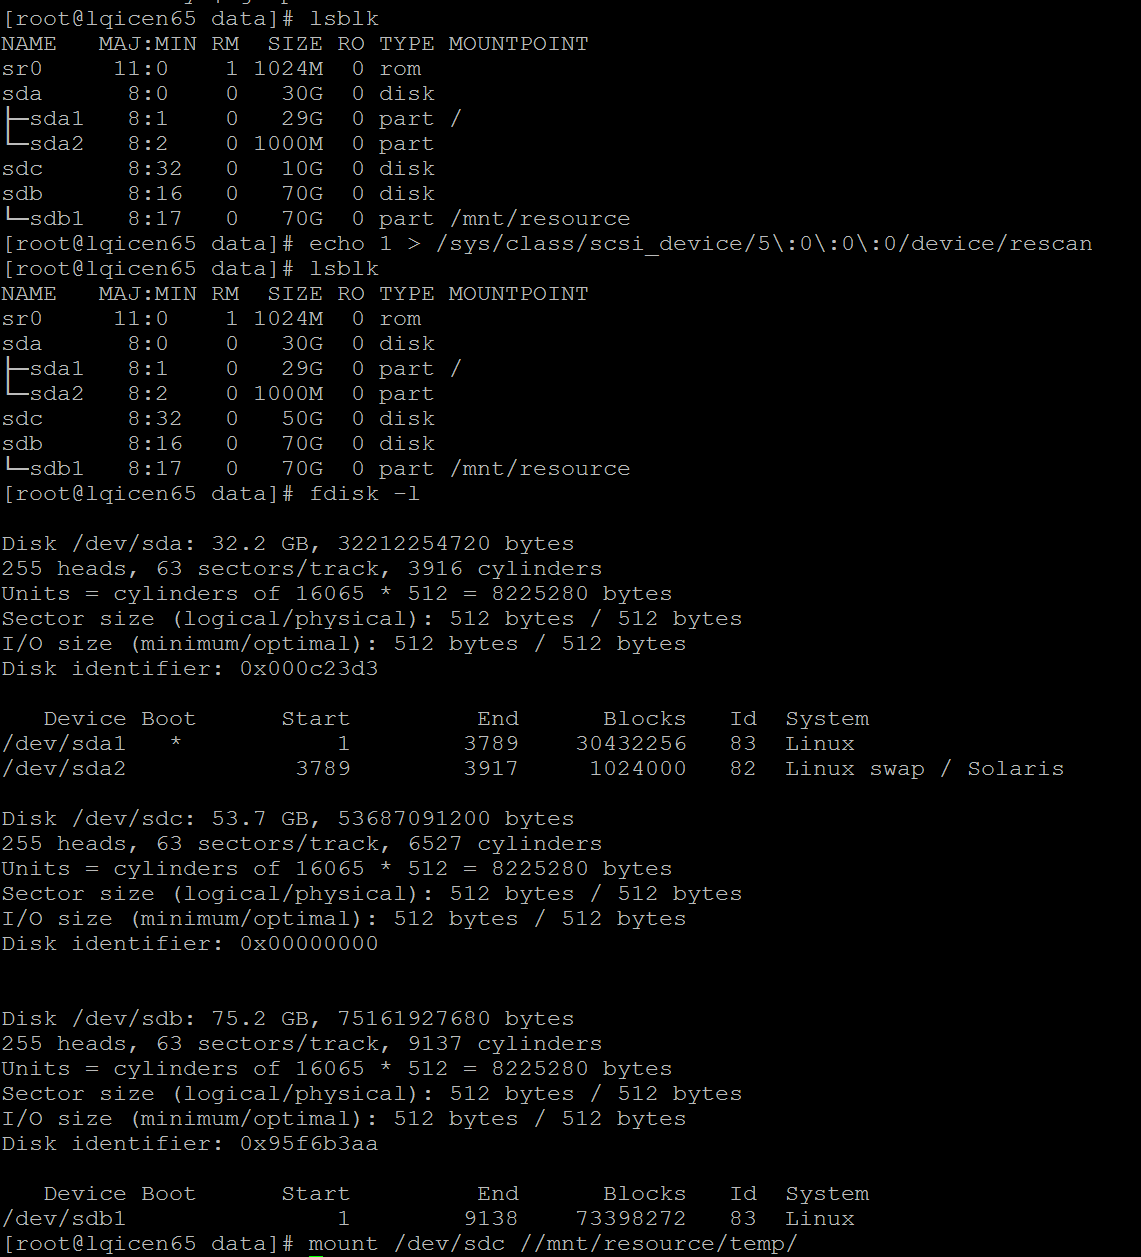 [root@lqicen65 data]# lsblk
NAME   MAJ:MIN RM  SIZE RO TYPE MOUNTPOINT
sr0     11:0    1 1024M  0 rom
sda      8:0    0   30G  0 disk
├─sda1   8:1    0   29G  0 part /
└─sda2   8:2    0 1000M  0 part
sdc      8:32   0   10G  0 disk
sdb      8:16   0   70G  0 disk
└─sdb1   8:17   0   70G  0 part /mnt/resource
[root@lqicen65 data]# echo 1 > /sys/class/scsi_device/5\:0\:0\:0/device/rescan
[root@lqicen65 data]# lsblk
NAME   MAJ:MIN RM  SIZE RO TYPE MOUNTPOINT
sr0     11:0    1 1024M  0 rom
sda      8:0    0   30G  0 disk
├─sda1   8:1    0   29G  0 part /
└─sda2   8:2    0 1000M  0 part
sdc      8:32   0   50G  0 disk
sdb      8:16   0   70G  0 disk
└─sdb1   8:17   0   70G  0 part /mnt/resource
[root@lqicen65 data]# fdisk -l

Disk /dev/sda: 32.2 GB, 32212254720 bytes
255 heads, 63 sectors/track, 3916 cylinders
Units = cylinders of 16065 * 512 = 8225280 bytes
Sector size (logical/physical): 512 bytes / 512 bytes
I/O size (minimum/optimal): 512 bytes / 512 bytes
Disk identifier: 0x000c23d3

   Device Boot      Start         End      Blocks   Id  System
/dev/sda1   *           1        3789    30432256   83  Linux
/dev/sda2            3789        3917     1024000   82  Linux swap / Solaris

Disk /dev/sdc: 53.7 GB, 53687091200 bytes
255 heads, 63 sectors/track, 6527 cylinders
Units = cylinders of 16065 * 512 = 8225280 bytes
Sector size (logical/physical): 512 bytes / 512 bytes
I/O size (minimum/optimal): 512 bytes / 512 bytes
Disk identifier: 0x00000000

Disk /dev/sdb: 75.2 GB, 75161927680 bytes
255 heads, 63 sectors/track, 9137 cylinders
Units = cylinders of 16065 * 512 = 8225280 bytes
Sector size (logical/physical): 512 bytes / 512 bytes
I/O size (minimum/optimal): 512 bytes / 512 bytes
Disk identifier: 0x95f6b3aa

   Device Boot      Start         End      Blocks   Id  System
/dev/sdb1               1        9138    73398272   83  Linux
[root@lqicen65 data]# mount /dev/sdc //mnt/resource/temp/